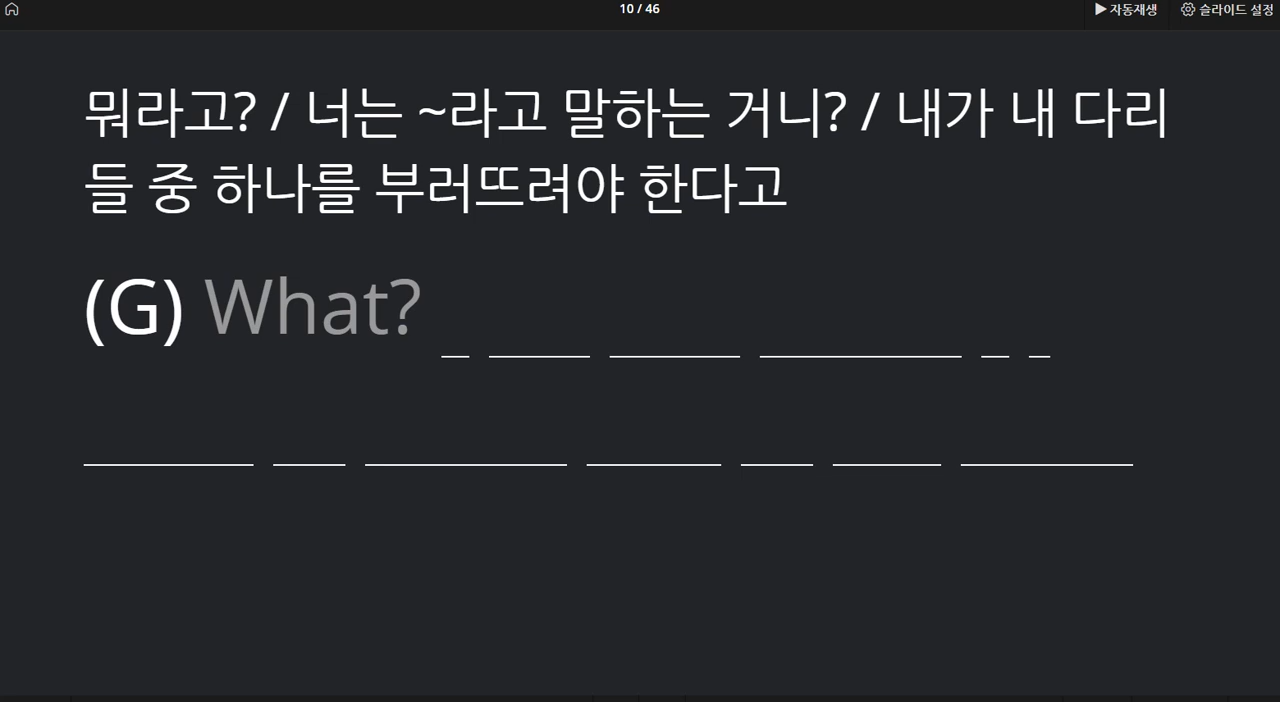 10 / 46
▶ 자동재생
슬라이드 설정
뭐라고? / 너는 ~라고 말하는 거니? / 내가 내 다리
들 중 하나를 부러뜨려야 한다고
(G) What? _ _ _ _ _ _
_ _ _ _ _ _ _